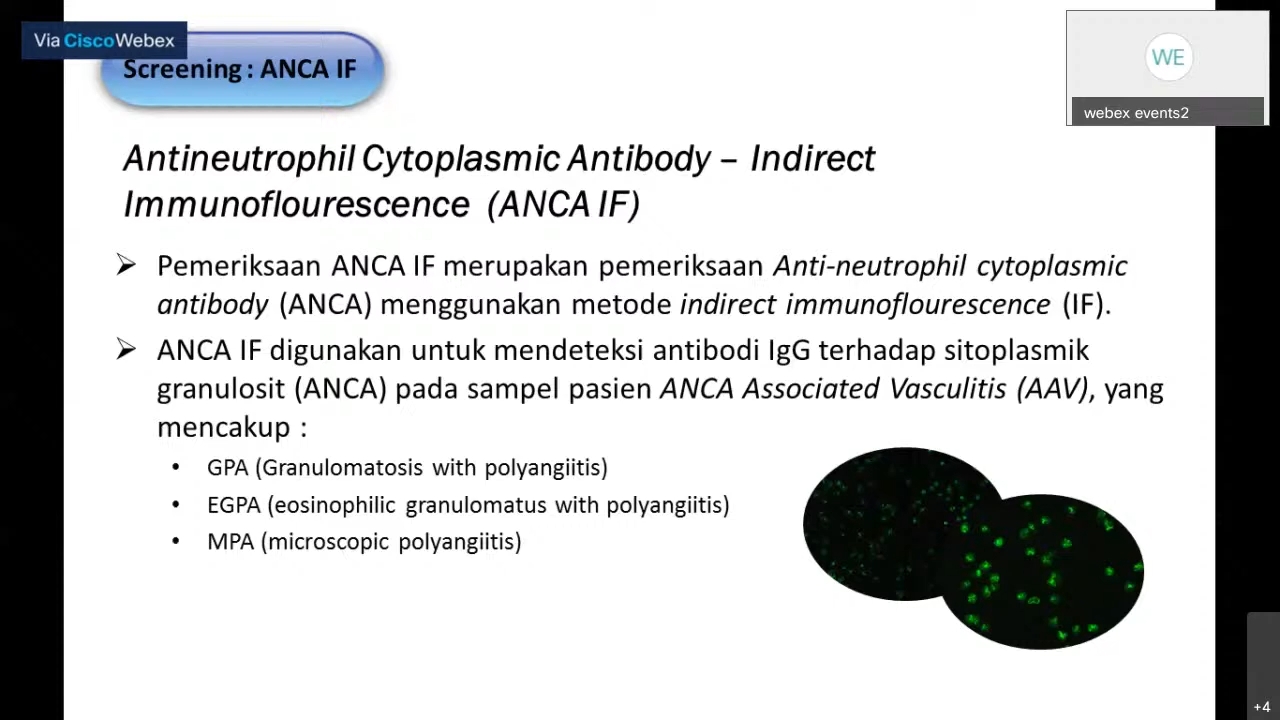 Via Cisco Webex
WE
webex events2
Screening : ANCA IF
Antineutrophil Cytoplasmic Antibody – Indirect
Immunoflourescence (ANCA IF)
Pemeriksaan ANCA IF merupakan pemeriksaan Anti-neutrophil cytoplasmic
antibody (ANCA) menggunakan metode indirect immunoflourescence (IF).
ANCA IF digunakan untuk mendeteksi antibodi IgG terhadap sitoplasmik
granulosit (ANCA) pada sampel pasien ANCA Associated Vasculitis (AAV), yang
mencakup :
• GPA (Granulomatosis with polyangiitis)
• EGPA (eosinophilic granulomatus with polyangiitis)
• MPA (microscopic polyangiitis)
+4